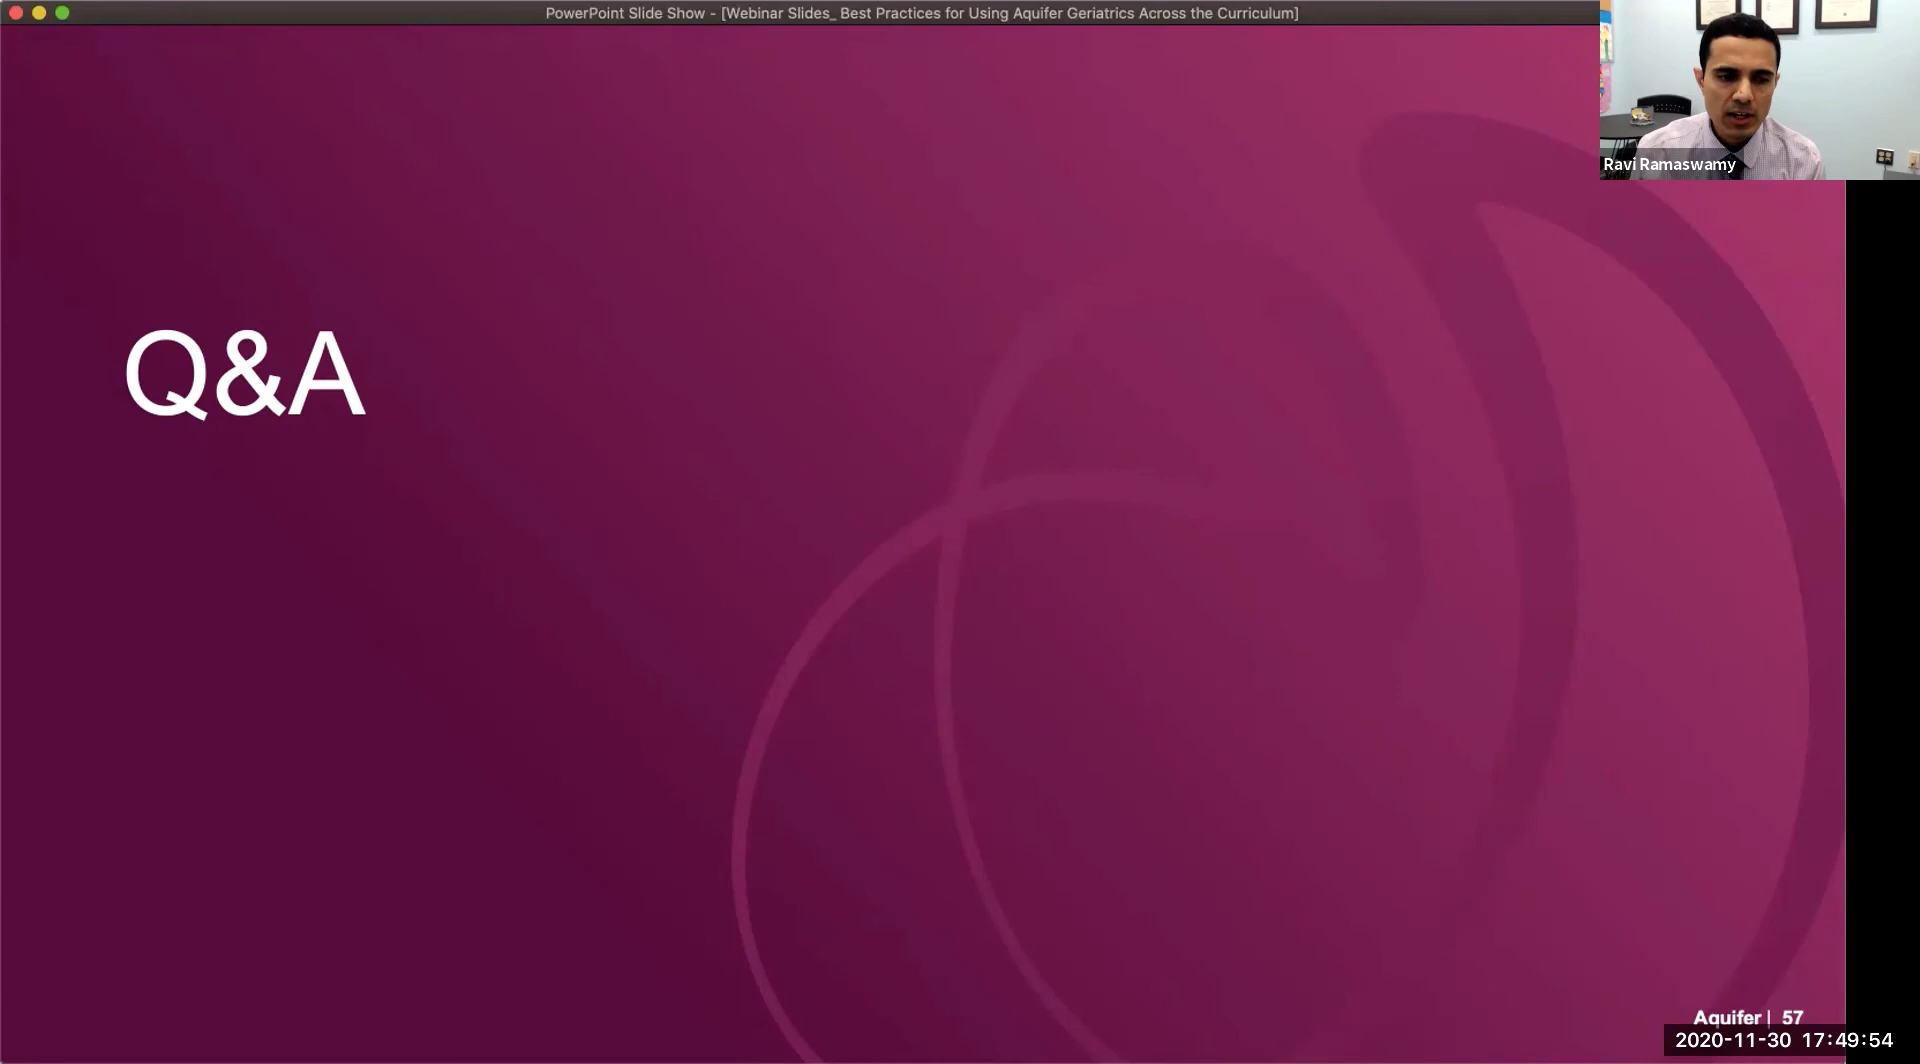 PowerPoint Slide Show - [Webinar Slides_ Best Practices for Using Aquifer Geriatrics Across the Curriculum]
Ravi Ramaswamy
Q&A
Aquifer | 57
2020-11-30 17:49:54